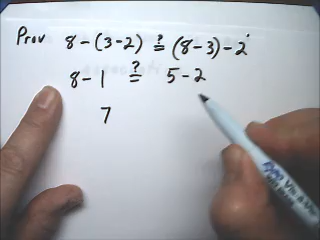 Prov 8-(3-2) ≟ (8-3)-2
8-1 ≟ 5-2
7